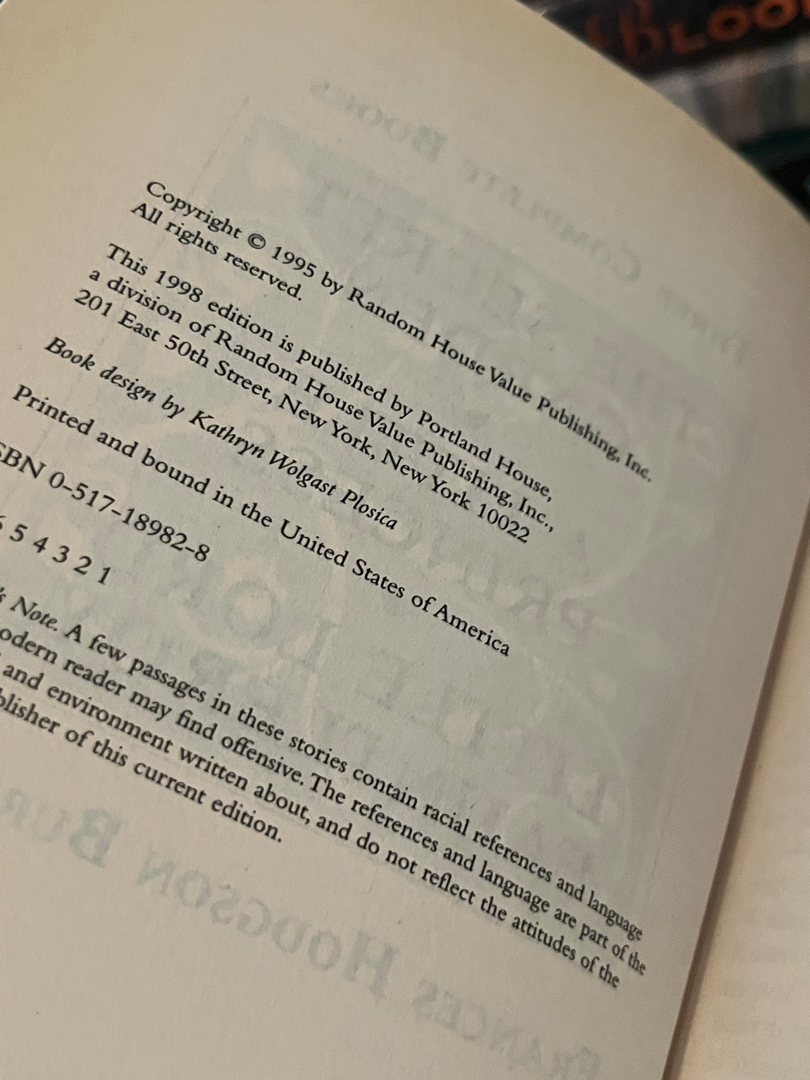 BLOO
Copyright © 1995 by Random House Value Publishing, Inc.
All rights reserved.
This 1998 edition is published by Portland House,
a division of Random House Value Publishing, Inc.,
201 East 50th Street, New York, New York 10022
Book design by Kathryn Wolgast Plosica
Printed and bound in the United States of America
SBN 0-517-18982-8
5 4 3 2 1
s Note. A few passages in these stories contain racial references and language
odern reader may find offensive. The references and language are part of the
and environment written about, and do not reflect the attitudes of the
blisher of this current edition.